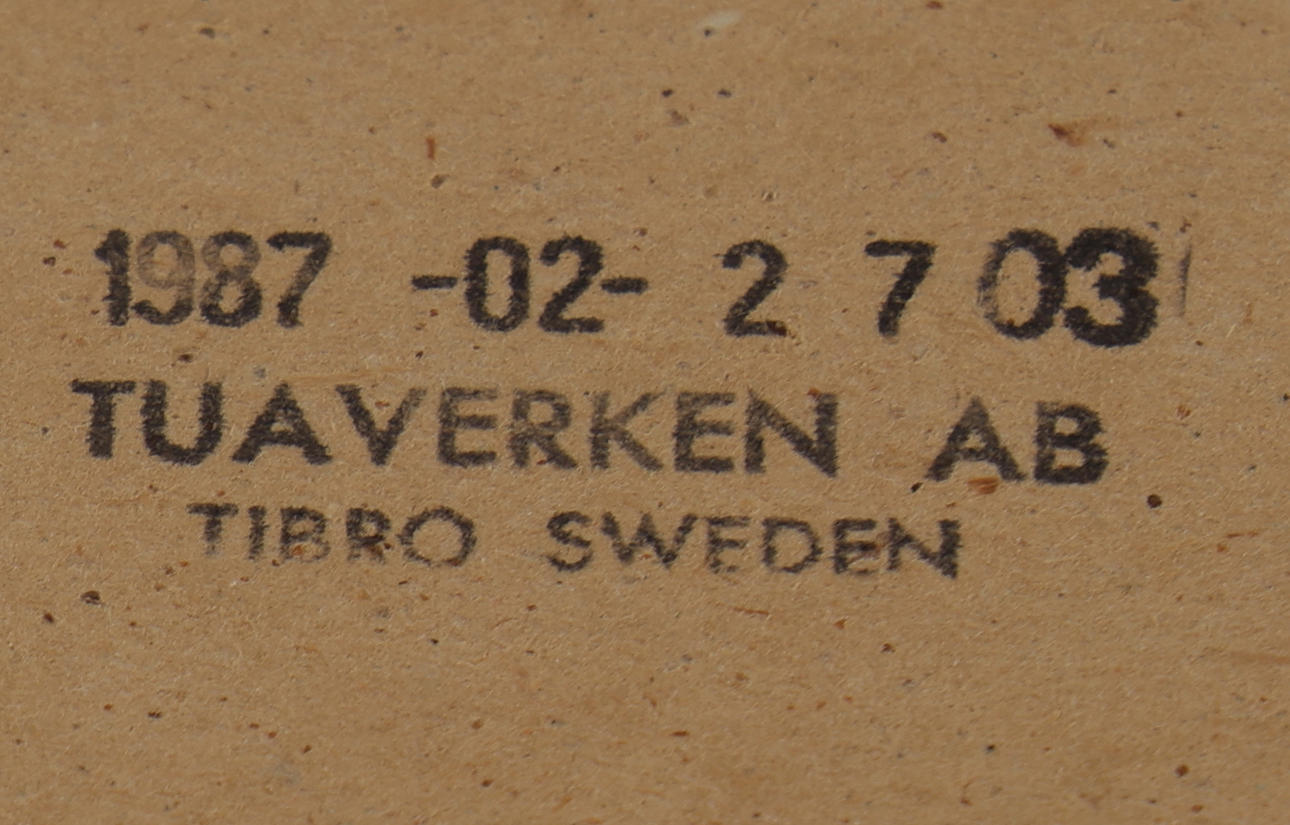 1987 -02- 2 7 03
TUAVERKEN AB
TIBRO SWEDEN